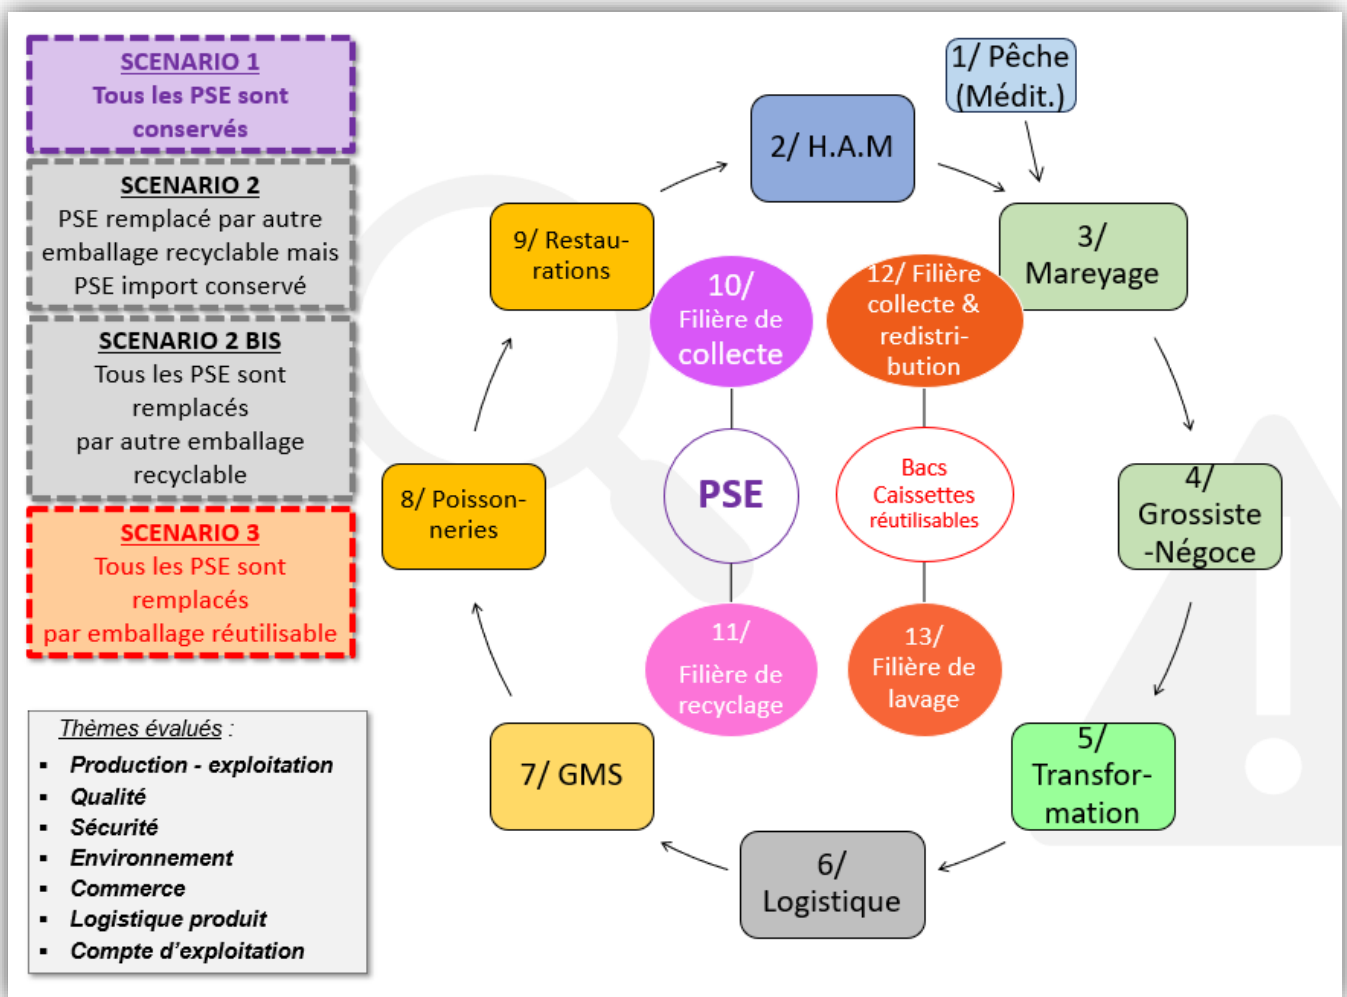 SCENARIO 1
Tous les PSE sont
conservés
SCENARIO 2
PSE remplacé par autre
emballage recyclable mais
PSE import conservé
SCENARIO 2 BIS
Tous les PSE sont
remplacés
par autre emballage
recyclable
SCENARIO 3
Tous les PSE sont
remplacés
par emballage réutilisable
Thèmes évalués :
▪ Production - exploitation
▪ Qualité
▪ Sécurité
▪ Environnement
▪ Commerce
▪ Logistique produit
▪ Compte d'exploitation
1/ Pêche
(Médit.)
2/ H.A.M
3/
Mareyage
4/
Grossiste
-Négoce
5/
Transfor-
mation
6/
Logistique
7/ GMS
8/ Poisson-
neries
9/ Restau-
rations
10/
Filière de
collecte
PSE
11/
Filière de
recyclage
12/ Filière
collecte &
redistri-
bution
Bacs
Caissettes
réutilisables
13/
Filière de
lavage